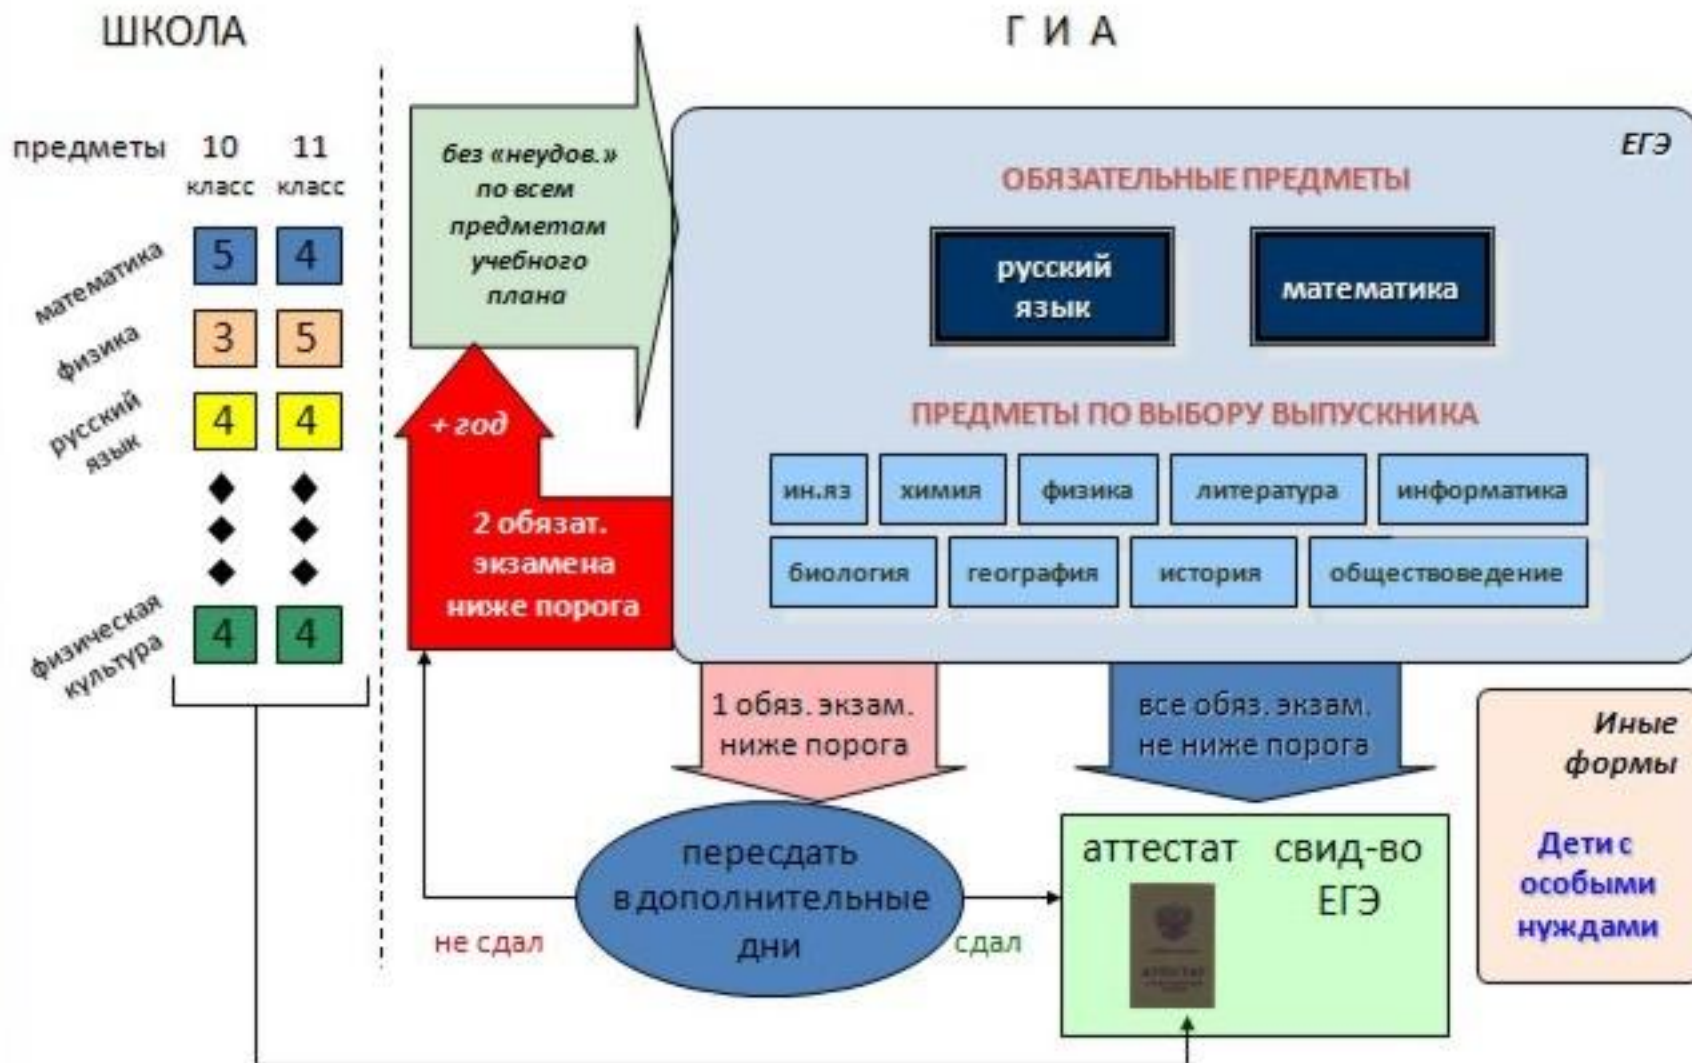 ШКОЛА
Г И А
предметы 10 11
класс класс
математика 5 4
физика 3 5
русский
язык 4 4
физическая
культура 4 4
без «неудов.»
по всем
предметам
учебного
плана
+ год
2 обязат.
экзамена
ниже порога
ЕГЭ
ОБЯЗАТЕЛЬНЫЕ ПРЕДМЕТЫ
русский
язык
математика
ПРЕДМЕТЫ ПО ВЫБОРУ ВЫПУСКНИКА
ин.яз химия физика литература информатика
биология география история обществоведение
1 обяз. экзам.
ниже порога
все обяз. экзам.
не ниже порога
Иные
формы
Дети с
особыми
нуждами
пересдать
в дополнительные
дни
не сдал
сдал
аттестат
свид-во
ЕГЭ
АТТЕСТАТ